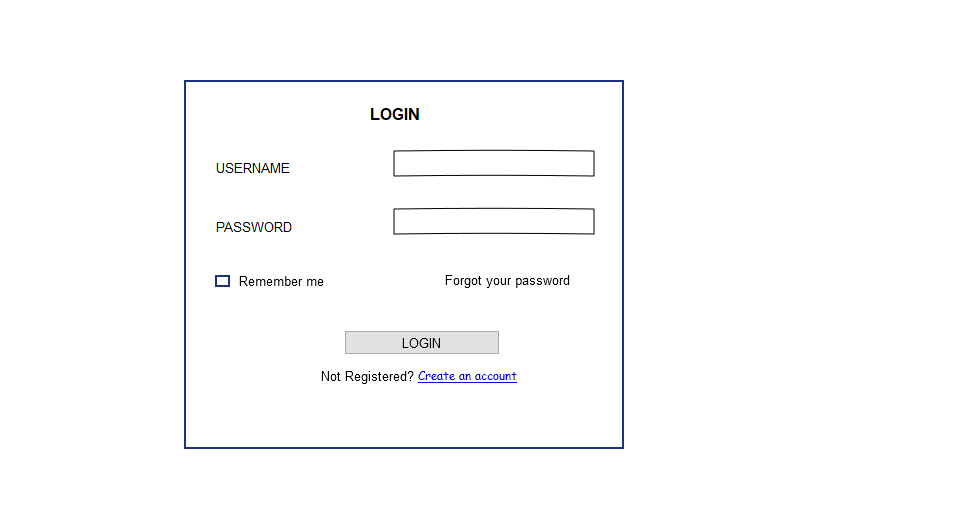 LOGIN
USERNAME
PASSWORD
Remember me Forgot your password
LOGIN
Not Registered? Create an account